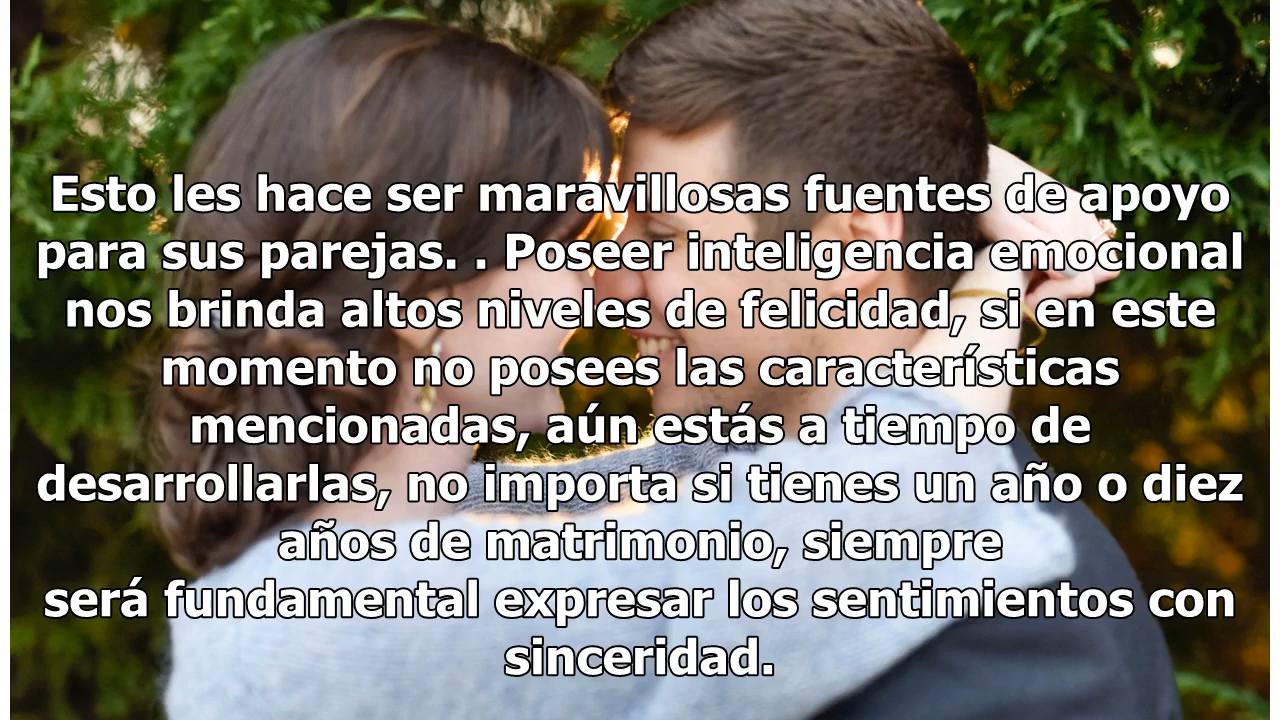 Esto les hace ser maravillosas fuentes de apoyo
para sus parejas. . Poseer inteligencia emocional
nos brinda altos niveles de felicidad, si en este
momento no posees las características
mencionadas, aún estás a tiempo de
desarrollarlas, no importa si tienes un año o diez
años de matrimonio, siempre
será fundamental expresar los sentimientos con
sinceridad.